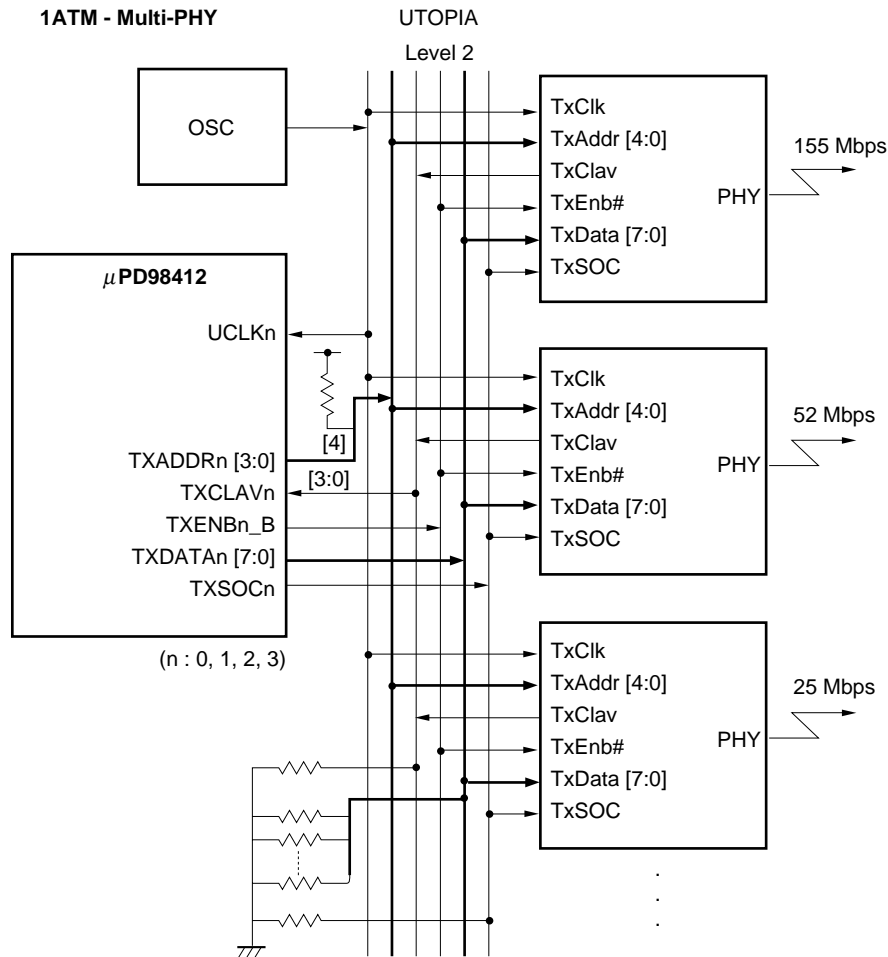 1ATM - Multi-PHY
UTOPIA
Level 2
OSC
TxClk
TxAddr [4:0]
TxClav
TxEnb#
TxData [7:0]
TxSOC
PHY
155 Mbps
μPD98412
UCLKn
[4]
TXADDRn [3:0]
[3:0]
TXCLAVn
TXENBn_B
TXDATAn [7:0]
TXSOCn
(n : 0, 1, 2, 3)
TxClk
TxAddr [4:0]
TxClav
TxEnb#
TxData [7:0]
TxSOC
PHY
52 Mbps
TxClk
TxAddr [4:0]
TxClav
TxEnb#
TxData [7:0]
TxSOC
PHY
25 Mbps